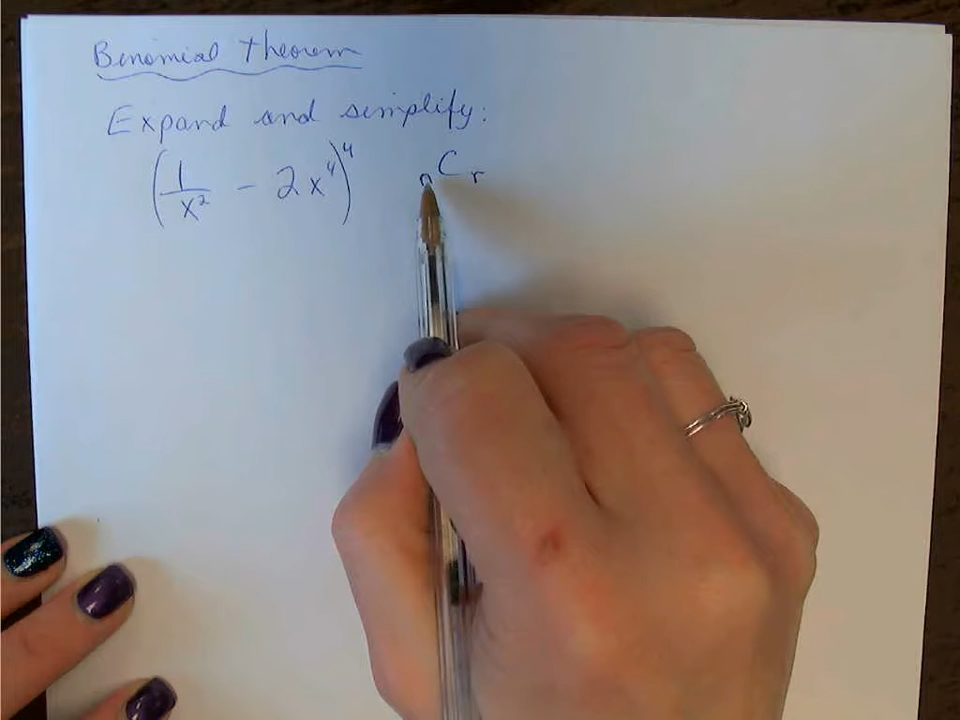 Binomial Theorem
Expand and simplify:
(1/x² - 2x⁴)⁴ nCr